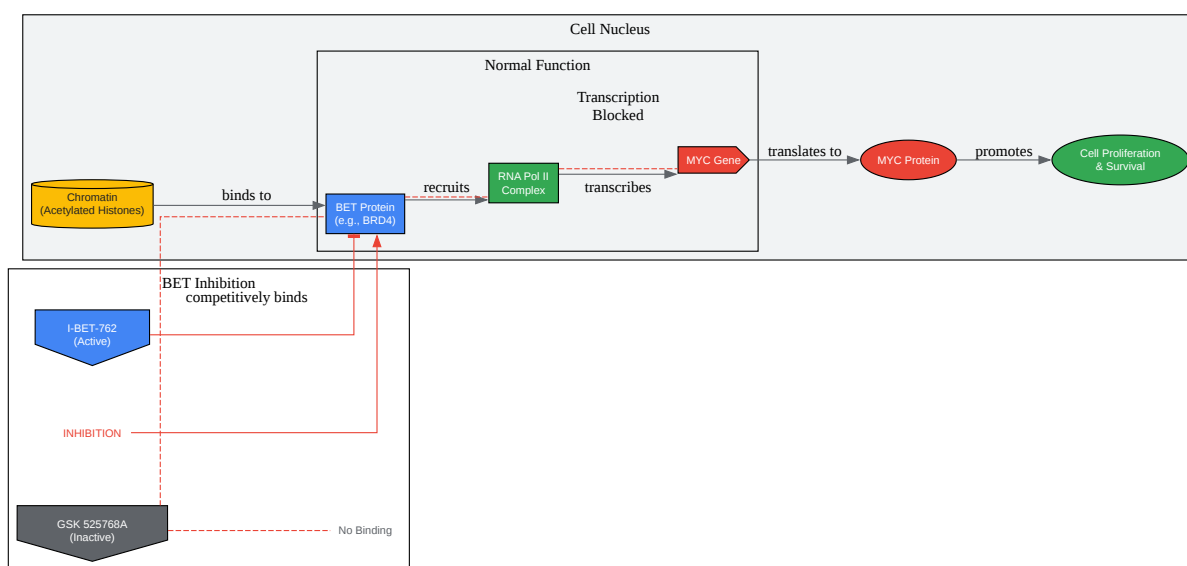 Cell Nucleus
Normal Function
Transcription
Blocked
MYC Gene
translates to
MYC Protein
promotes
Cell Proliferation
& Survival
RNA Pol II
Complex
transcribes
recruits
Chromatin
(Acetylated Histones)
binds to
BET Protein
(e.g., BRD4)
BET Inhibition
competitively binds
I-BET-762
(Active)
INHIBITION
GSK 525768A
(Inactive)
No Binding